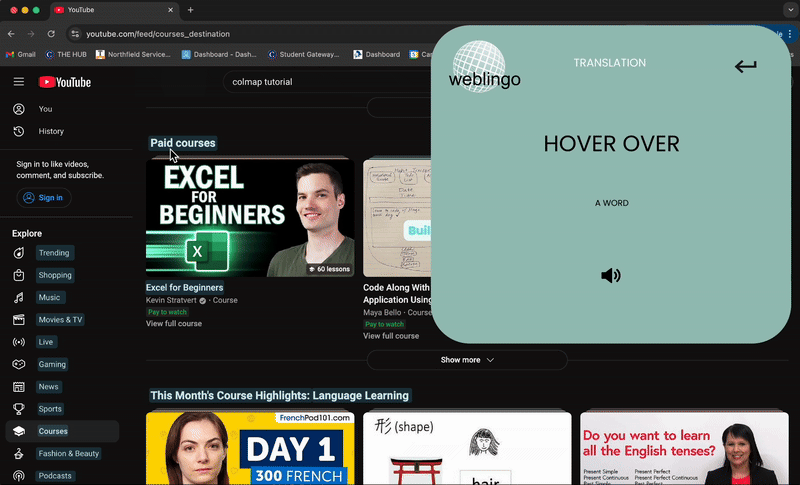 YouTube
youtube.com/feed/courses_destination
Gmail
THE HUB
Northfield Service...
Dashboard – Dash...
Student Gateway...
Dashboard
YouTube
colmap tutorial
You
History
Sign in to like videos,
comment, and subscribe.
Sign in
Explore
Trending
Shopping
Music
Movies & TV
Live
Gaming
News
Sports
Courses
Fashion & Beauty
Podcasts
Paid courses
EXCEL
FOR
BEGINNERS
X
60 lessons
Excel for Beginners
Kevin Stratvert · Course
Pay to watch
View full course
Code Along With
Application Using
Maya Bello · Course
Pay to watch
View full course
Show more
This Month's Course Highlights: Language Learning
FrenchPod101.com
DAY 1
300 FRENCH
形 (shape)
hair
Do you want to learn
all the English tenses?
Present Simple
Present Perfect
Present Continuous
Present Perfect Continuous
weblingo
TRANSLATION
HOVER OVER
A WORD